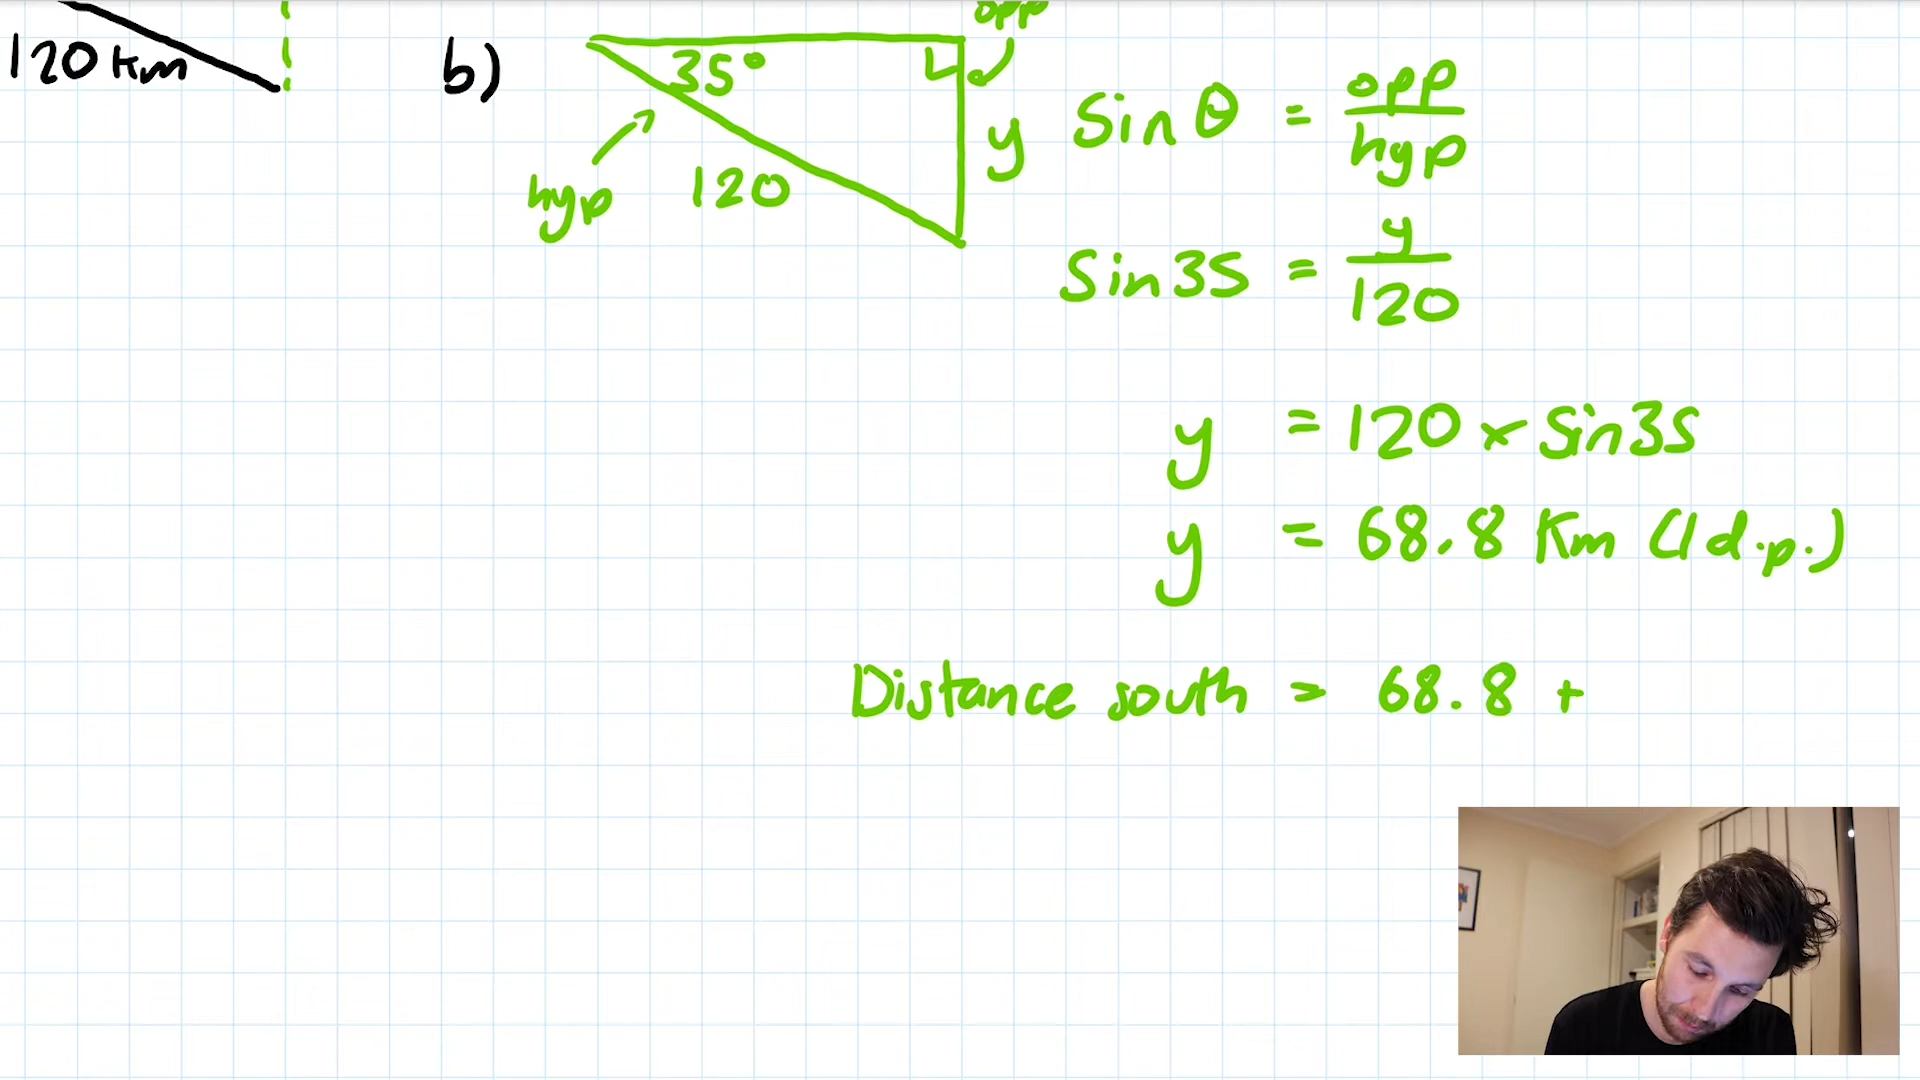 opp
120 km
b)
35°
hyp
120
y
Sin θ = opp / hyp
Sin 35 = y / 120
y = 120 × Sin 35
y = 68.8 Km (1 d.p.)
Distance south = 68.8 +